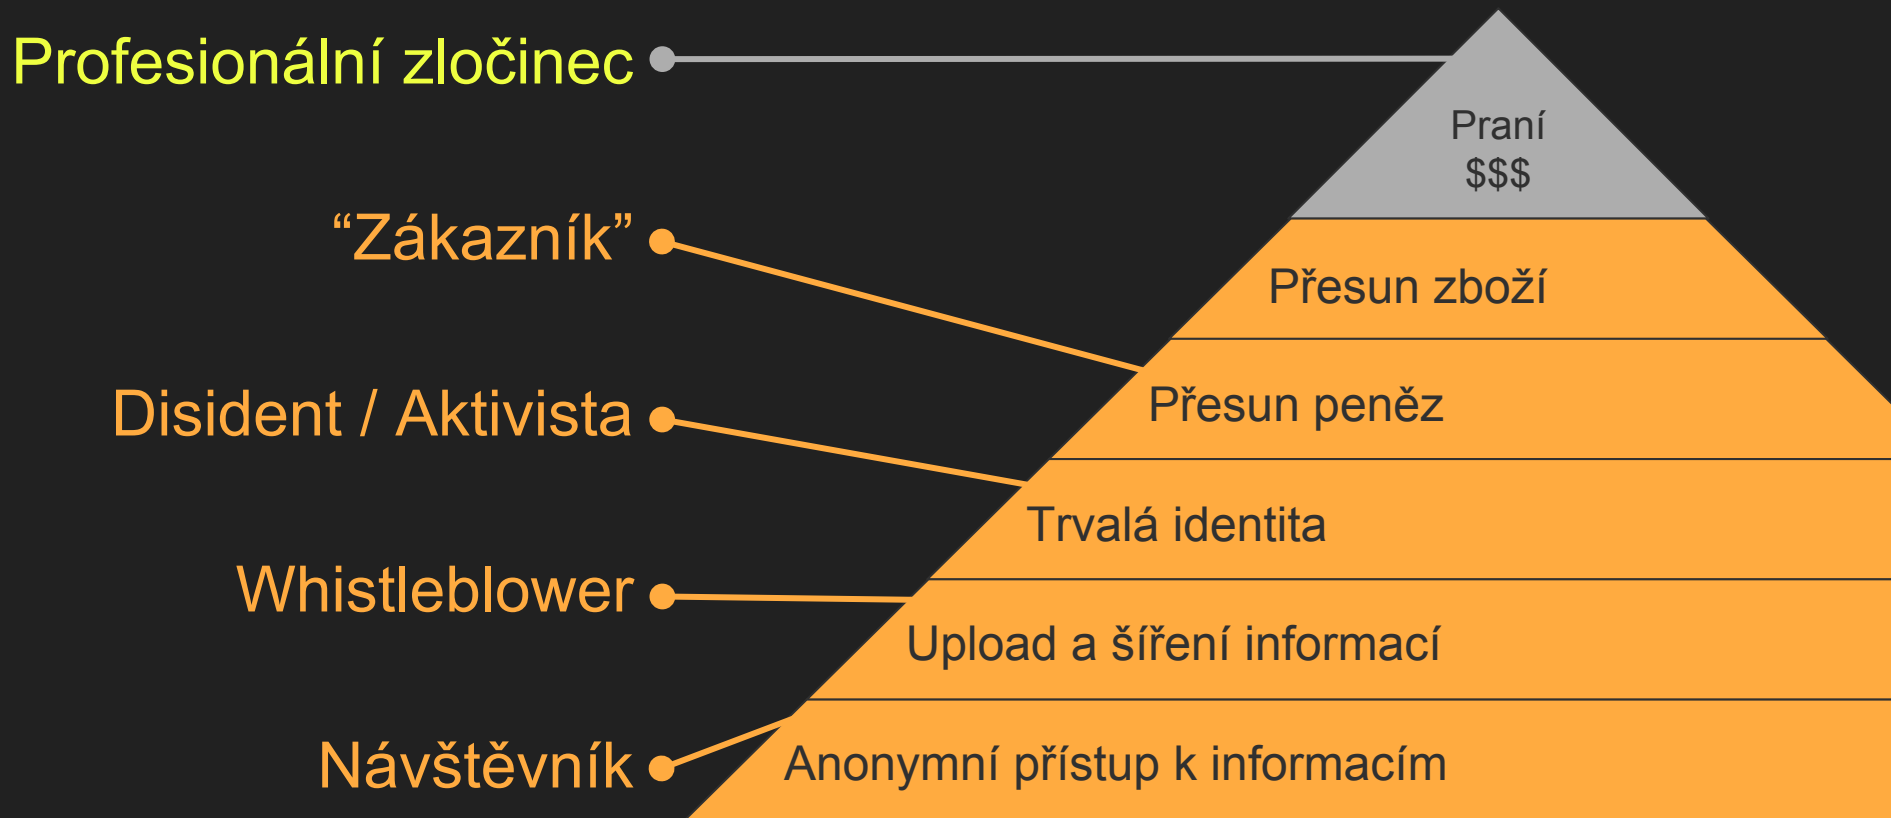 Profesionální zločinec
Praní
$$$
“Zákazník”
Přesun zboží
Přesun peněz
Disident / Aktivista
Trvalá identita
Whistleblower
Upload a šíření informací
Návštěvník
Anonymní přístup k informacím